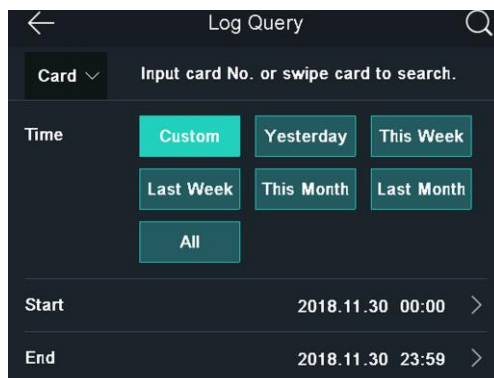 Log Query
Card Input card No. or swipe card to search.
Time Custom Yesterday This Week
Last Week This Month Last Month
All
Start 2018.11.30 00:00
End 2018.11.30 23:59